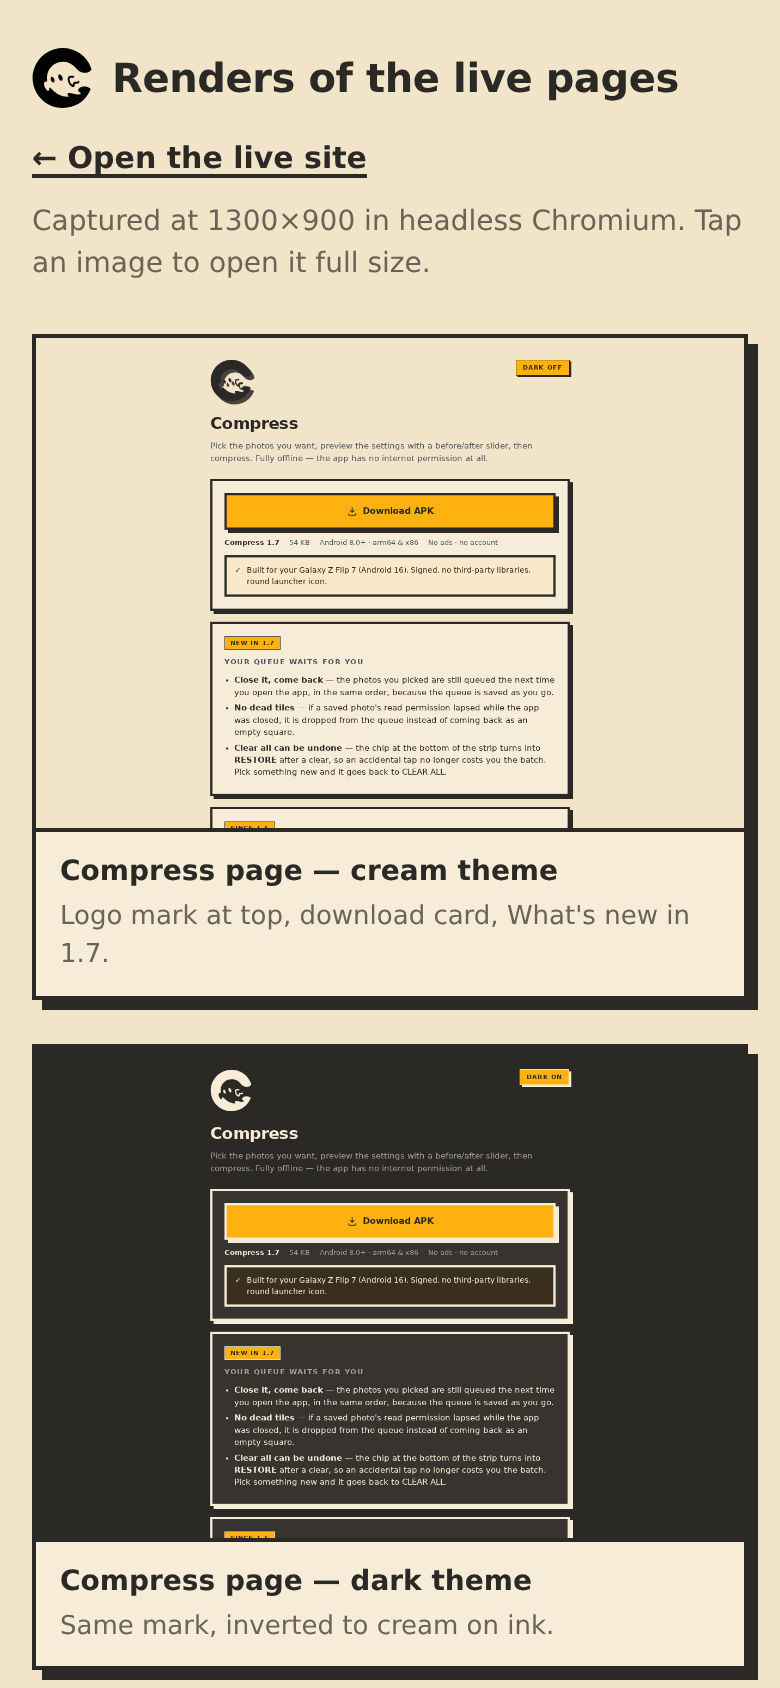 Renders of the live pages
← Open the live site
Captured at 1300×900 in headless Chromium. Tap
an image to open it full size.
DARK OFF
Compress
Pick the photos you want, preview the settings with a before/after slider, then
compress. Fully offline — the app has no internet permission at all.
Download APK
Compress 1.7 54 KB Android 8.0+ · arm64 & x86 No ads · no account
✓ Built for your Galaxy Z Flip 7 (Android 16). Signed, no third-party libraries,
round launcher icon.
NEW IN 1.7
YOUR QUEUE WAITS FOR YOU
• Close it, come back — the photos you picked are still queued the next time
you open the app, in the same order, because the queue is saved as you go.
• No dead tiles — if a saved photo's read permission lapsed while the app
was closed, it is dropped from the queue instead of coming back as an
empty square.
• Clear all can be undone — the chip at the bottom of the strip turns into
RESTORE after a clear, so an accidental tap no longer costs you the batch.
Pick something new and it goes back to CLEAR ALL.
Compress page — cream theme
Logo mark at top, download card, What's new in
1.7.
DARK ON
Compress
Pick the photos you want, preview the settings with a before/after slider, then
compress. Fully offline — the app has no internet permission at all.
Download APK
Compress 1.7 54 KB Android 8.0+ · arm64 & x86 No ads · no account
✓ Built for your Galaxy Z Flip 7 (Android 16). Signed, no third-party libraries,
round launcher icon.
NEW IN 1.7
YOUR QUEUE WAITS FOR YOU
• Close it, come back — the photos you picked are still queued the next time
you open the app, in the same order, because the queue is saved as you go.
• No dead tiles — if a saved photo's read permission lapsed while the app
was closed, it is dropped from the queue instead of coming back as an
empty square.
• Clear all can be undone — the chip at the bottom of the strip turns into
RESTORE after a clear, so an accidental tap no longer costs you the batch.
Pick something new and it goes back to CLEAR ALL.
Compress page — dark theme
Same mark, inverted to cream on ink.